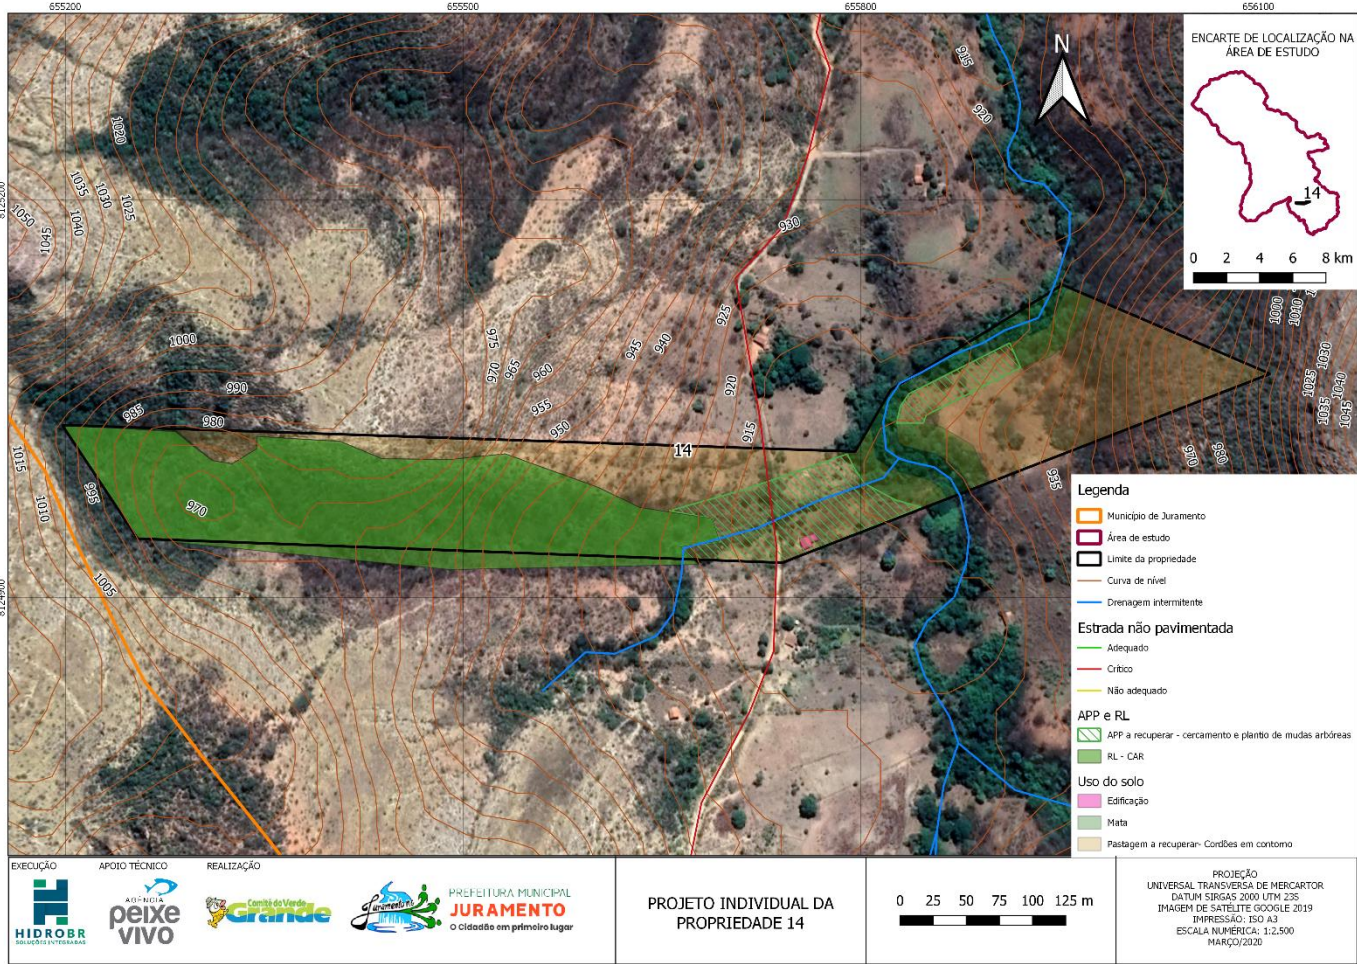 655200
655500
655800
656100
8125200
8124900
N
ENCARTE DE LOCALIZAÇÃO NA
ÁREA DE ESTUDO
14
0 2 4 6 8 km
915
920
1020
1035
1030
1025
1050
1040
1045
930
925
975
970
965
960
945
940
920
1000
990
985
980
955
950
915
14
995
970
1015
1010
1005
935
970
980
1000
1010
1030
1025
1040
1035
1045
Legenda
Município de Juramento
Área de estudo
Limite da propriedade
Curva de nível
Drenagem intermitente
Estrada não pavimentada
Adequado
Crítico
Não adequado
APP e RL
APP a recuperar - cercamento e plantio de mudas arbóreas
RL - CAR
Uso do solo
Edificação
Mata
Pastagem a recuperar- Cordões em contorno
EXECUÇÃO
HIDROBR
SOLUÇÕES INTEGRADAS
APOIO TÉCNICO
AGÊNCIA
peixe
VIVO
REALIZAÇÃO
Comitê do Verde
Grande
Juramento
PREFEITURA MUNICIPAL
JURAMENTO
O Cidadão em primeiro lugar
PROJETO INDIVIDUAL DA
PROPRIEDADE 14
0 25 50 75 100 125 m
PROJEÇÃO
UNIVERSAL TRANSVERSA DE MERCARTOR
DATUM SIRGAS 2000 UTM 23S
IMAGEM DE SATÉLITE GOOGLE 2019
IMPRESSÃO: ISO A3
ESCALA NUMÉRICA: 1:2.500
MARÇO/2020